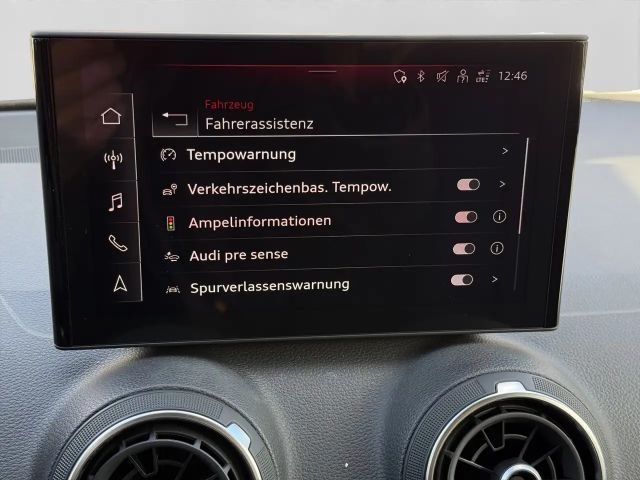 12:46
Fahrzeug
Fahrerassistenz
Tempowarnung
Verkehrszeichenbas. Tempow.
Ampelinformationen
Audi pre sense
Spurverlassenswarnung